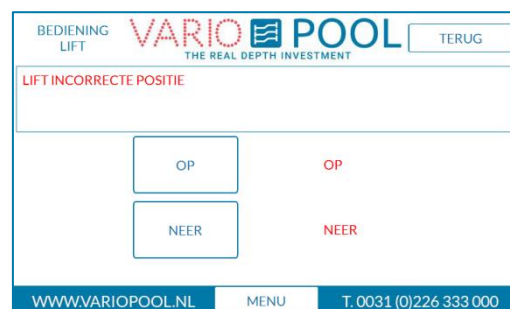 BEDIENING
LIFT
VARIO POOL
THE REAL DEPTH INVESTMENT
TERUG
LIFT INCORRECTE POSITIE
OP
OP
NEER
NEER
WWW.VARIOPOOL.NL
MENU
T. 0031 (0)226 333 000